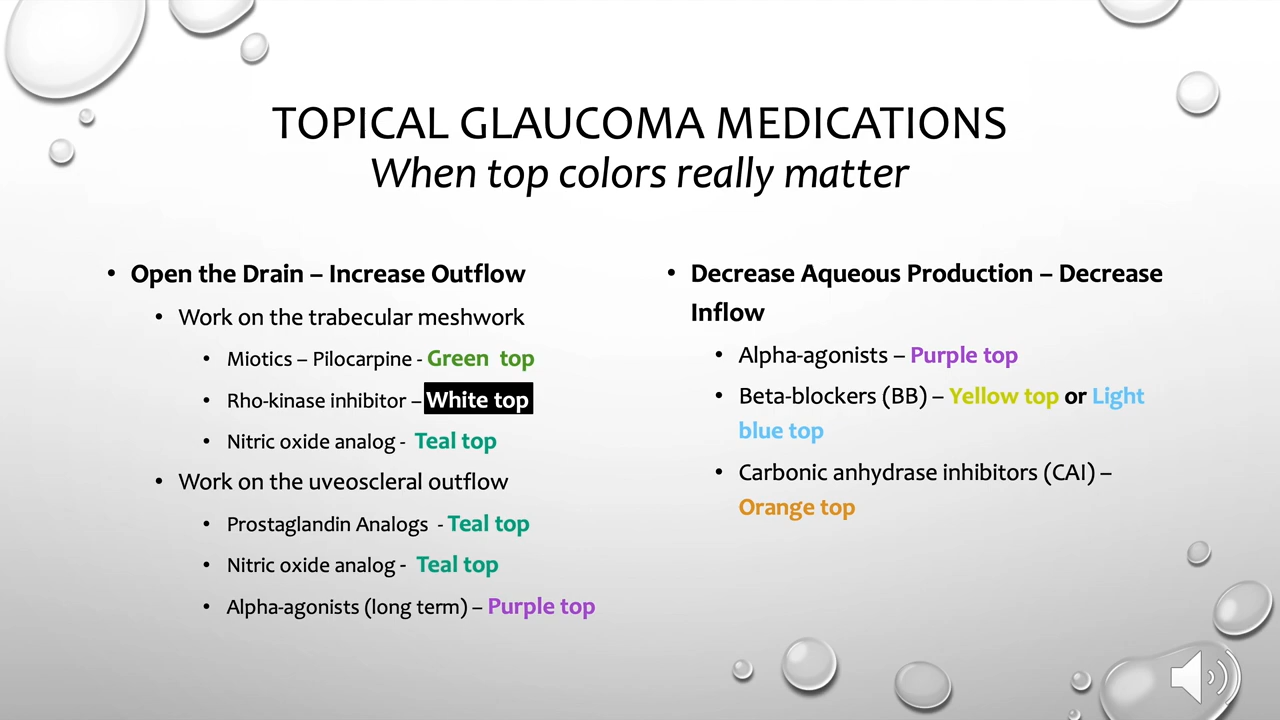 TOPICAL GLAUCOMA MEDICATIONS
When top colors really matter
• Open the Drain – Increase Outflow
• Work on the trabecular meshwork
• Miotics – Pilocarpine - Green  top
• Rho-kinase inhibitor – White top
• Nitric oxide analog -  Teal top
• Work on the uveoscleral outflow
• Prostaglandin Analogs  - Teal top
• Nitric oxide analog -  Teal top
• Alpha-agonists (long term) – Purple top
• Decrease Aqueous Production – Decrease
Inflow
• Alpha-agonists – Purple top
• Beta-blockers (BB) – Yellow top or Light
blue top
• Carbonic anhydrase inhibitors (CAI) –
Orange top